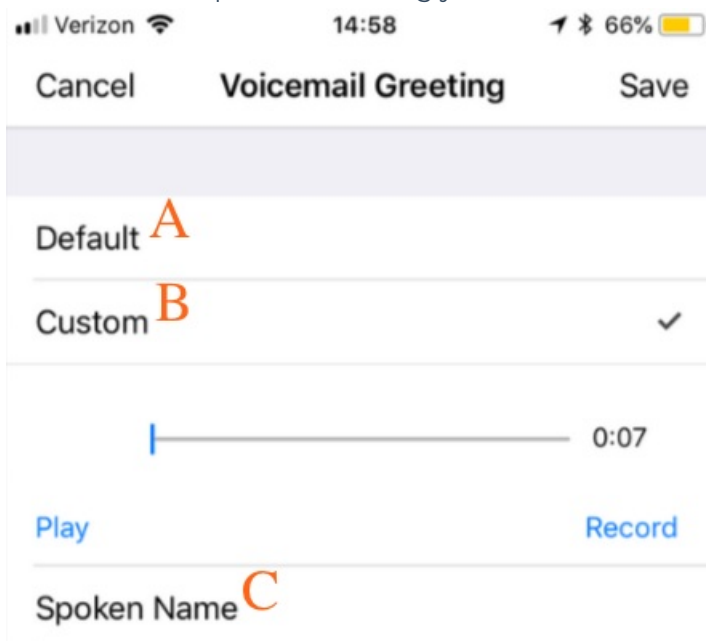 Verizon 14:58 66%
Cancel Voicemail Greeting Save
Default A
Custom B
0:07
Play Record
Spoken Name C